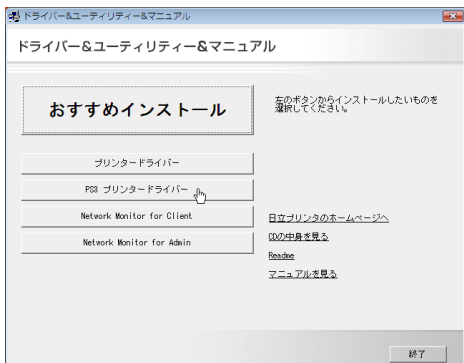 ドライバー&ユーティリティー&マニュアル
ドライバー&ユーティリティー&マニュアル
おすすめインストール
左のボタンからインストールしたいものを
選択してください。
プリンタードライバー
PS3 プリンタードライバー
Network Monitor for Client
Network Monitor for Admin
日立プリンタのホームページへ
CDの中身を見る
Readme
マニュアルを見る
終了